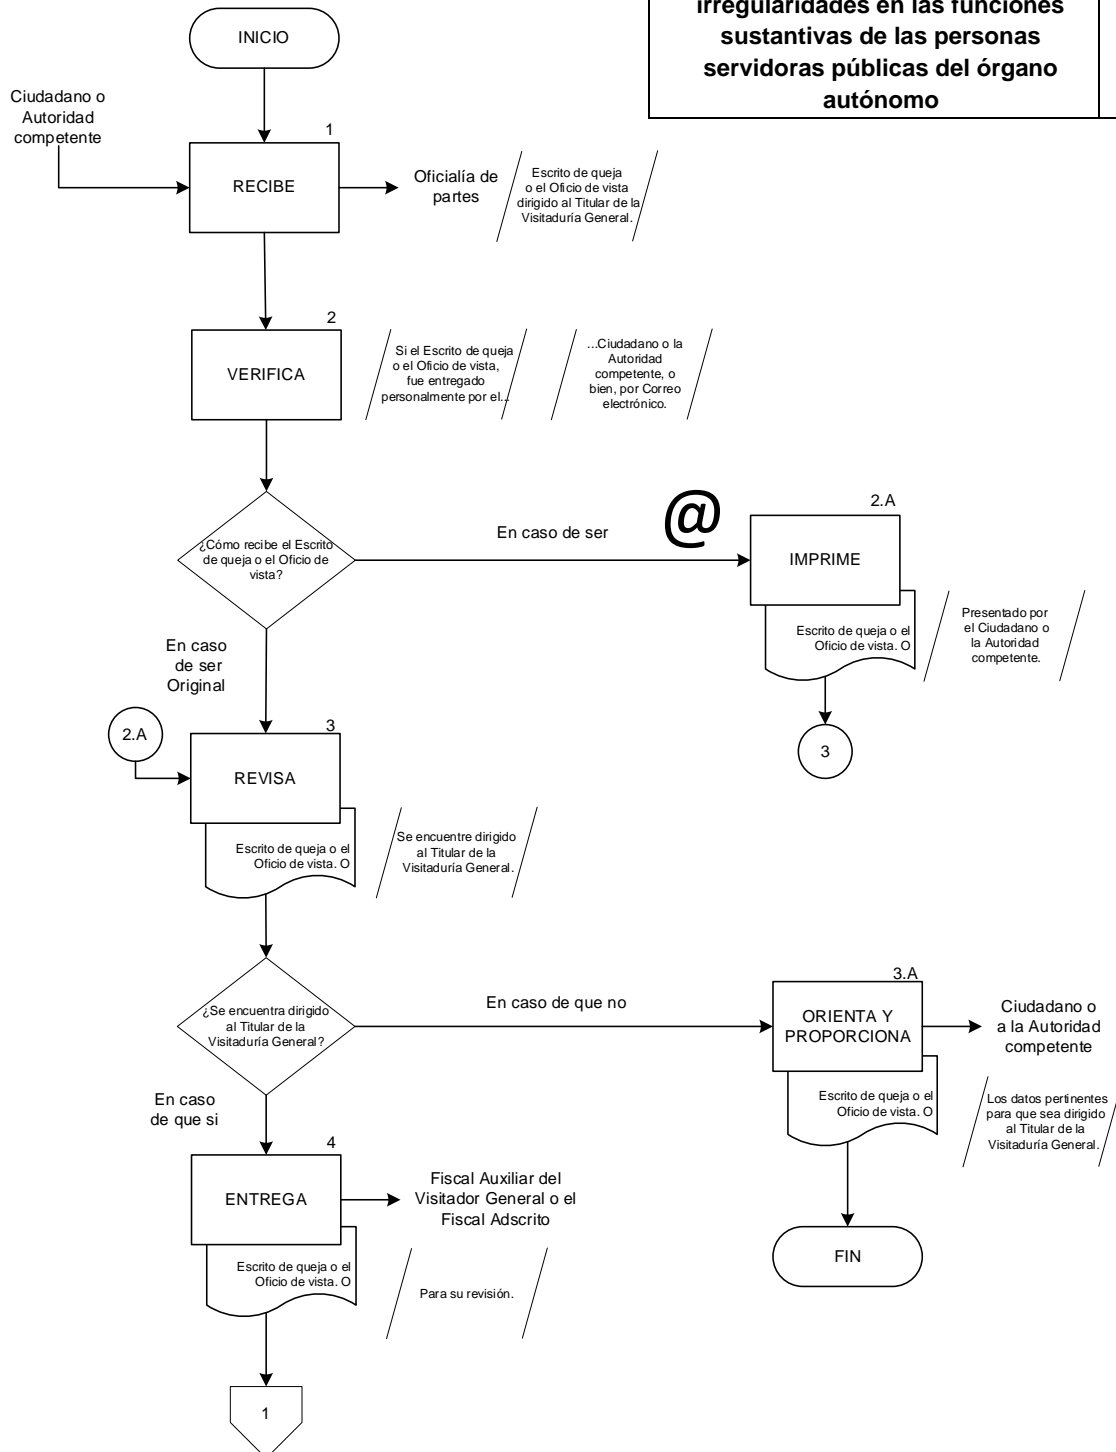 irregularidades en las funciones
sustantivas de las personas
servidoras públicas del órgano
autónomo
INICIO
Ciudadano o
Autoridad
competente
1
RECIBE
Oficialía de
partes
Escrito de queja
o el Oficio de vista
dirigido al Titular de la
Visitaduría General.
2
VERIFICA
Si el Escrito de queja
o el Oficio de vista,
fue entregado
personalmente por el...
...Ciudadano o la
Autoridad
competente, o
bien, por Correo
electrónico.
¿Cómo recibe el Escrito
de queja o el Oficio de
vista?
En caso de ser
@
2.A
IMPRIME
Escrito de queja o el
Oficio de vista. O
Presentado por
el Ciudadano o
la Autoridad
competente.
3
En caso
de ser
Original
2.A
3
REVISA
Escrito de queja o el
Oficio de vista. O
Se encuentre dirigido
al Titular de la
Visitaduría General.
¿Se encuentra dirigido
al Titular de la
Visitaduría General?
En caso de que no
3.A
ORIENTA Y
PROPORCIONA
Ciudadano o
a la Autoridad
competente
Escrito de queja o el
Oficio de vista. O
Los datos pertinentes
para que sea dirigido
al Titular de la
Visitaduría General.
FIN
En caso
de que si
4
ENTREGA
Fiscal Auxiliar del
Visitador General o el
Fiscal Adscrito
Escrito de queja o el
Oficio de vista. O
Para su revisión.
1